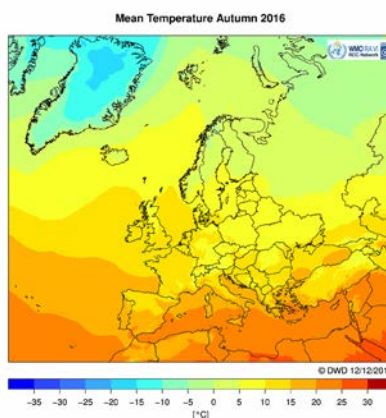 Mean Temperature Autumn 2016
WMO RA VI
RCC Network
© DWD 12/12/201
−35 −30 −25 −20 −15 −10 −5 0 5 10 15 20 25 30
[°C]